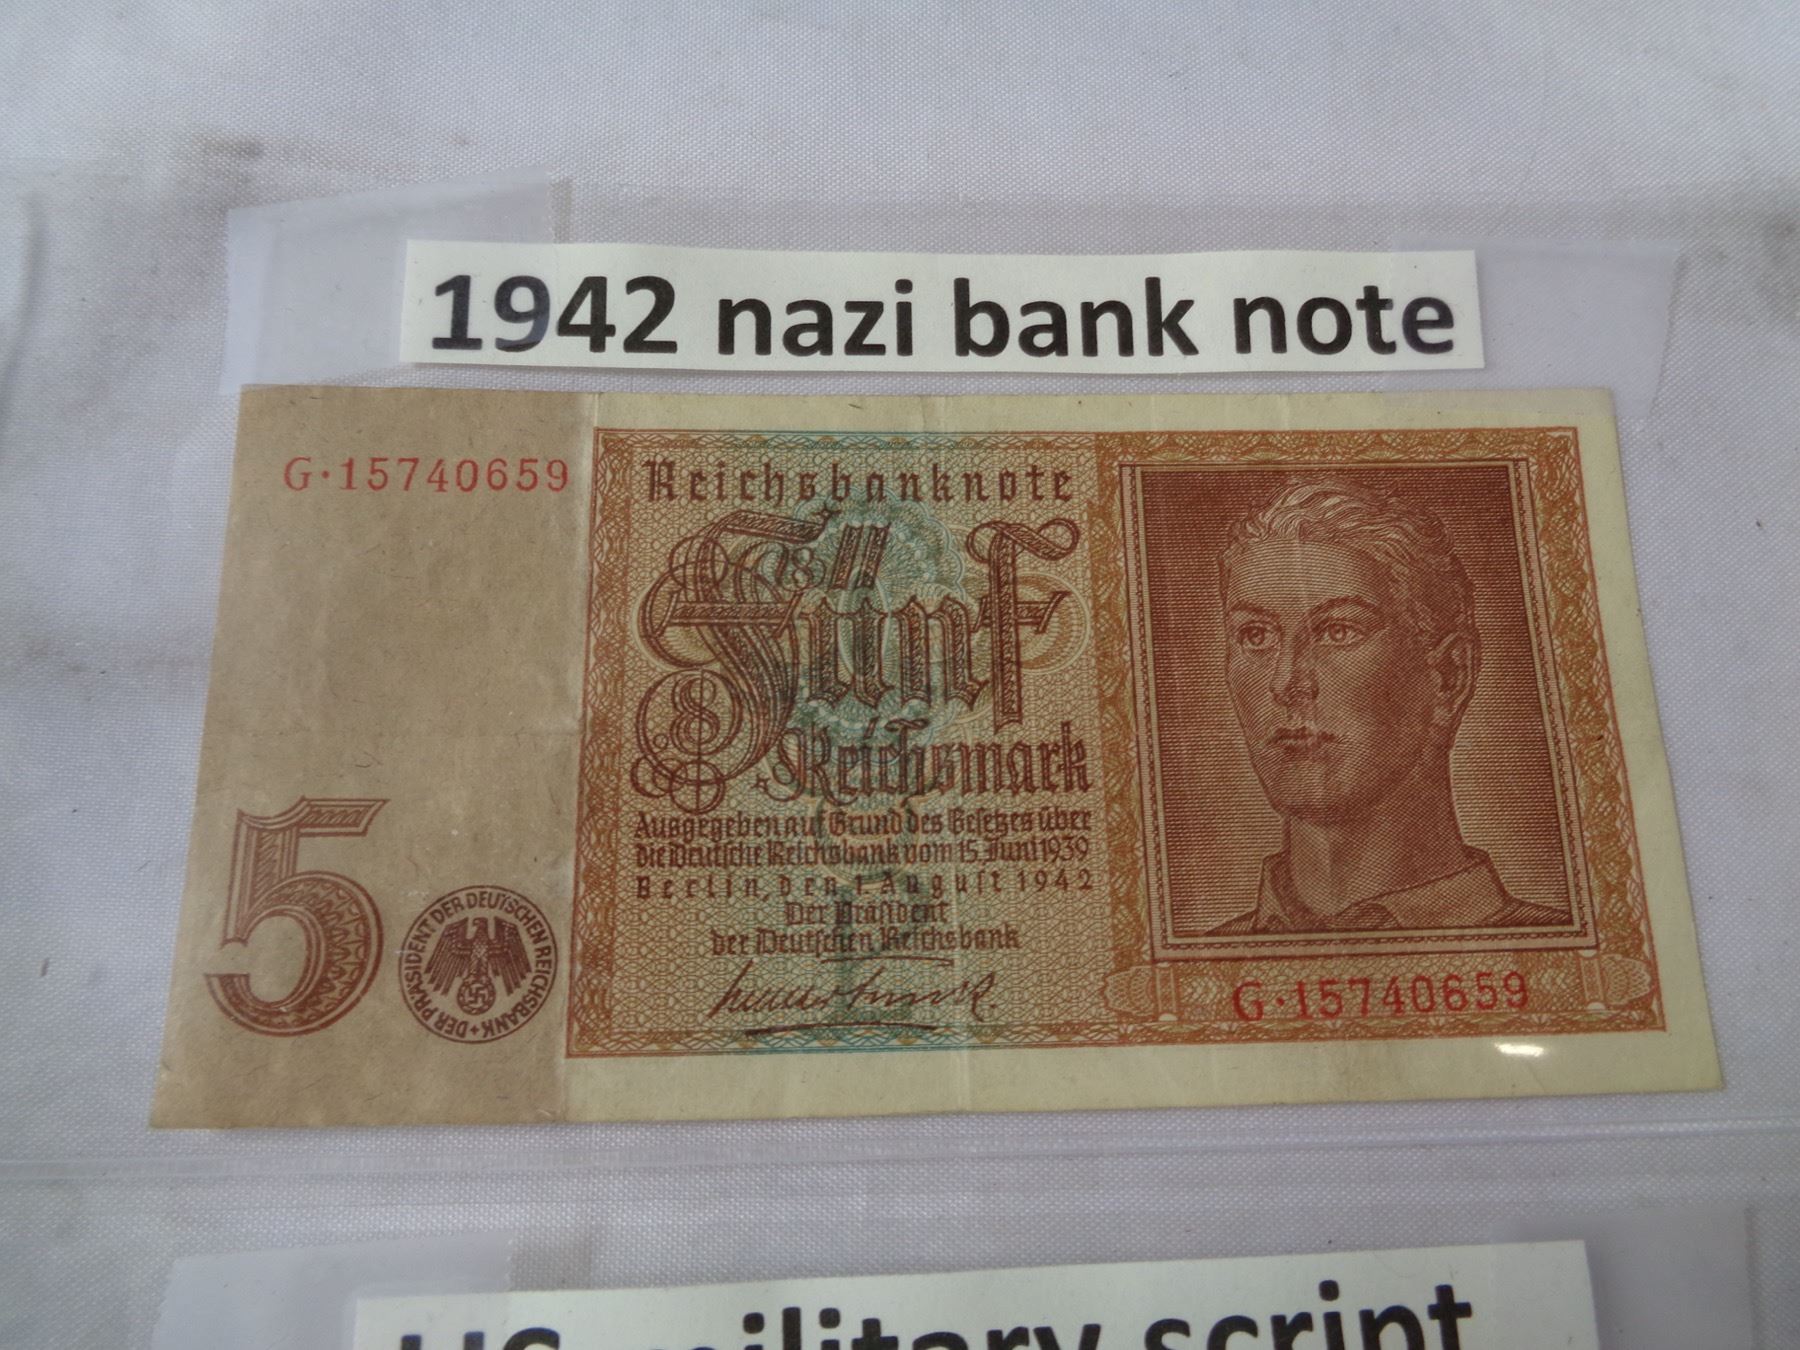 1942 nazi bank note
G·15740659
Reichsbanknote
Fünf
Reichsmark
Ausgegeben auf Grund des Gesetzes über
die Deutsche Reichsbank vom 15. Juni 1939
Berlin, den 1. August 1942
Der Präsident
der Deutschen Reichsbank
5
DER PRÄSIDENT DER DEUTSCHEN REICHSBANK +
G·15740659
US military script